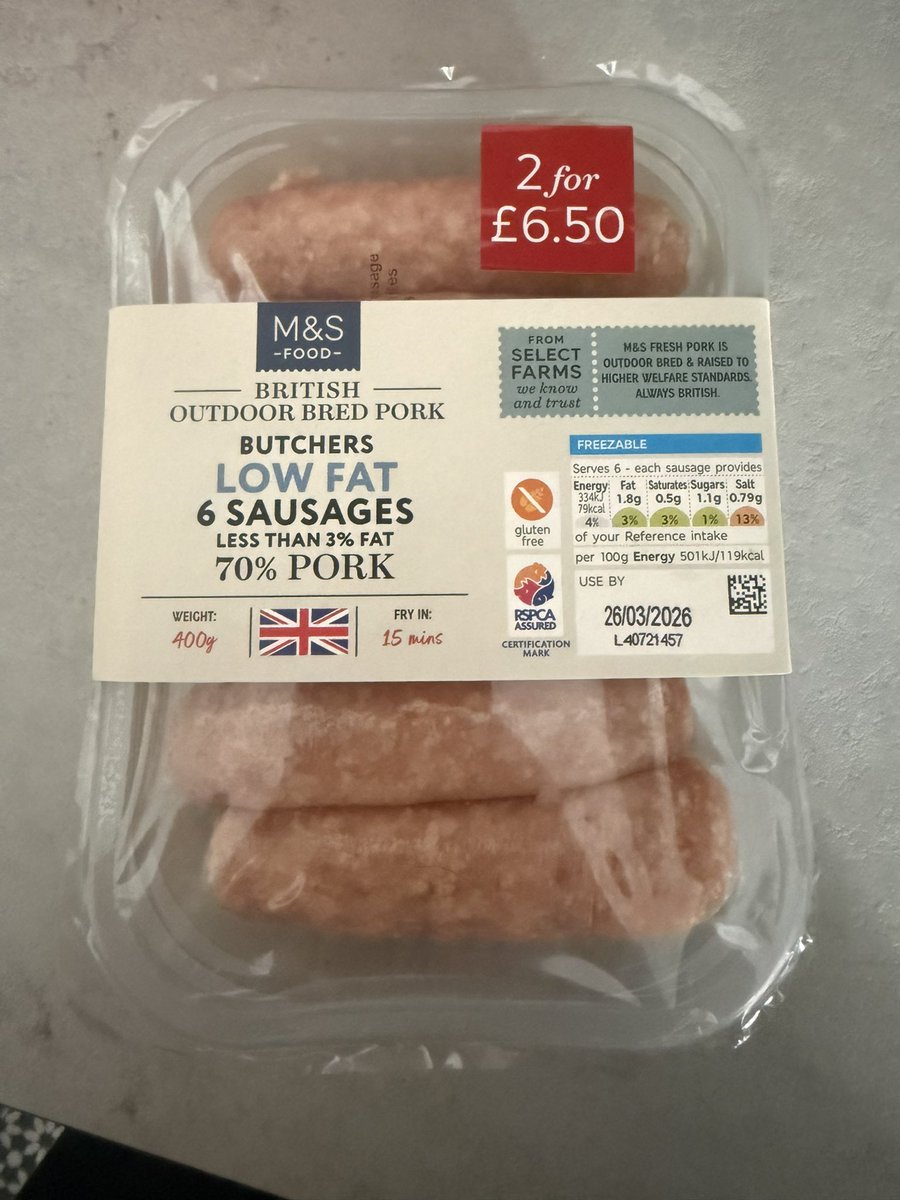 2 for
£6.50
sage
es
M&S
-FOOD-
BRITISH
OUTDOOR BRED PORK
BUTCHERS
LOW FAT
6 SAUSAGES
LESS THAN 3% FAT
70% PORK
WEIGHT:
400g
FRY IN:
15 mins
FROM
SELECT
FARMS
we know
and trust
M&S FRESH PORK IS
OUTDOOR BRED & RAISED TO
HIGHER WELFARE STANDARDS.
ALWAYS BRITISH.
gluten
free
RSPCA
ASSURED
CERTIFICATION
MARK
FREEZABLE
Serves 6 - each sausage provides
Energy Fat Saturates Sugars Salt
334kJ 1.8g 0.5g 1.1g 0.79g
79kcal
4% 3% 3% 1% 13%
of your Reference intake
per 100g Energy 501kJ/119kcal
USE BY
26/03/2026
L40721457